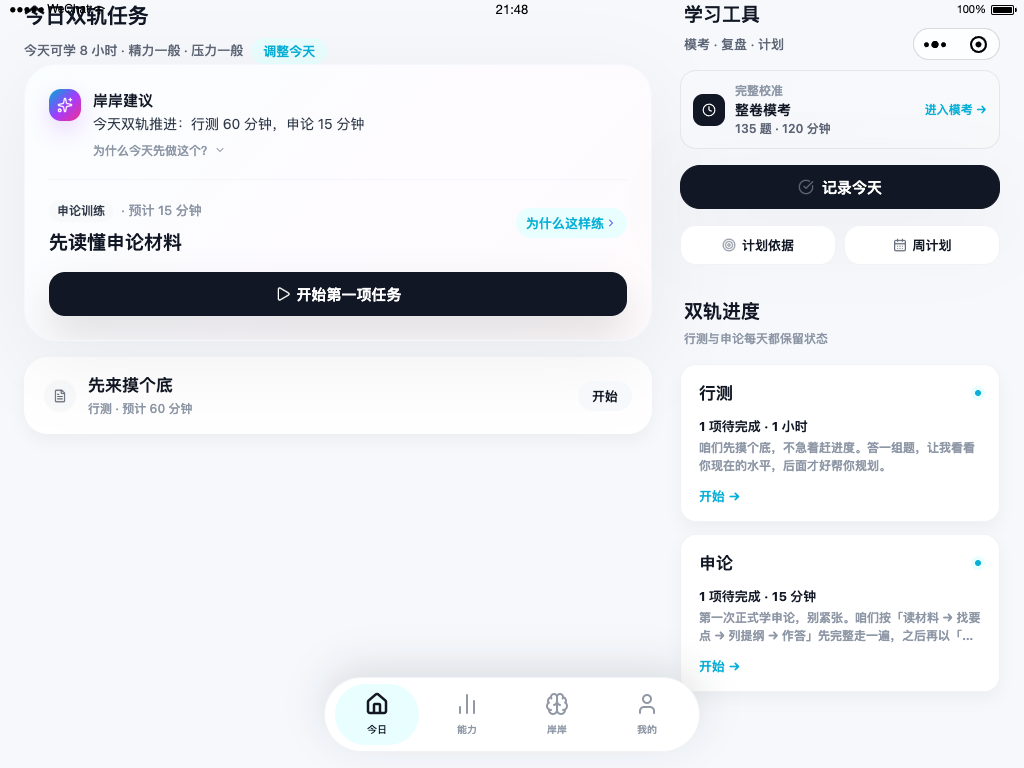 WeChat
21:48
100%
今日双轨任务
今天可学 8 小时 · 精力一般 · 压力一般
调整今天
岸岸建议
今天双轨推进：行测 60 分钟，申论 15 分钟
为什么今天先做这个？
申论训练 · 预计 15 分钟
先读懂申论材料
为什么这样练
开始第一项任务
先来摸个底
行测 · 预计 60 分钟
开始
学习工具
模考 · 复盘 · 计划
完整校准
整卷模考
135 题 · 120 分钟
进入模考 →
记录今天
计划依据
周计划
双轨进度
行测与申论每天都保留状态
行测
1 项待完成 · 1 小时
咱们先摸个底，不急着赶进度。答一组题，让我看看
你现在的水平，后面才好帮你规划。
开始 →
申论
1 项待完成 · 15 分钟
第一次正式学申论，别紧张。咱们按「读材料 → 找要
点 → 列提纲 → 作答」先完整走一遍，之后再以「...
开始 →
今日
能力
岸岸
我的